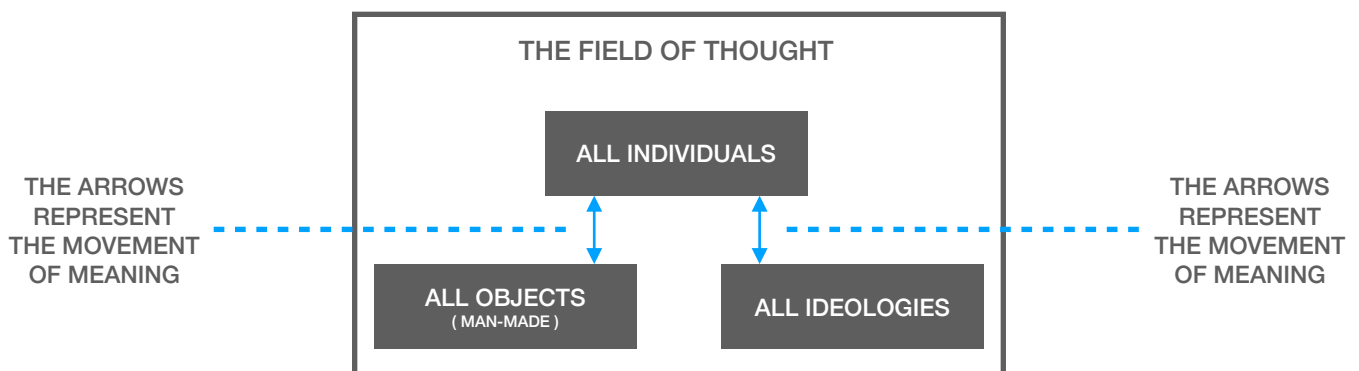 THE FIELD OF THOUGHT
ALL INDIVIDUALS
THE ARROWS
REPRESENT
THE MOVEMENT
OF MEANING
THE ARROWS
REPRESENT
THE MOVEMENT
OF MEANING
ALL OBJECTS
( MAN-MADE )
ALL IDEOLOGIES